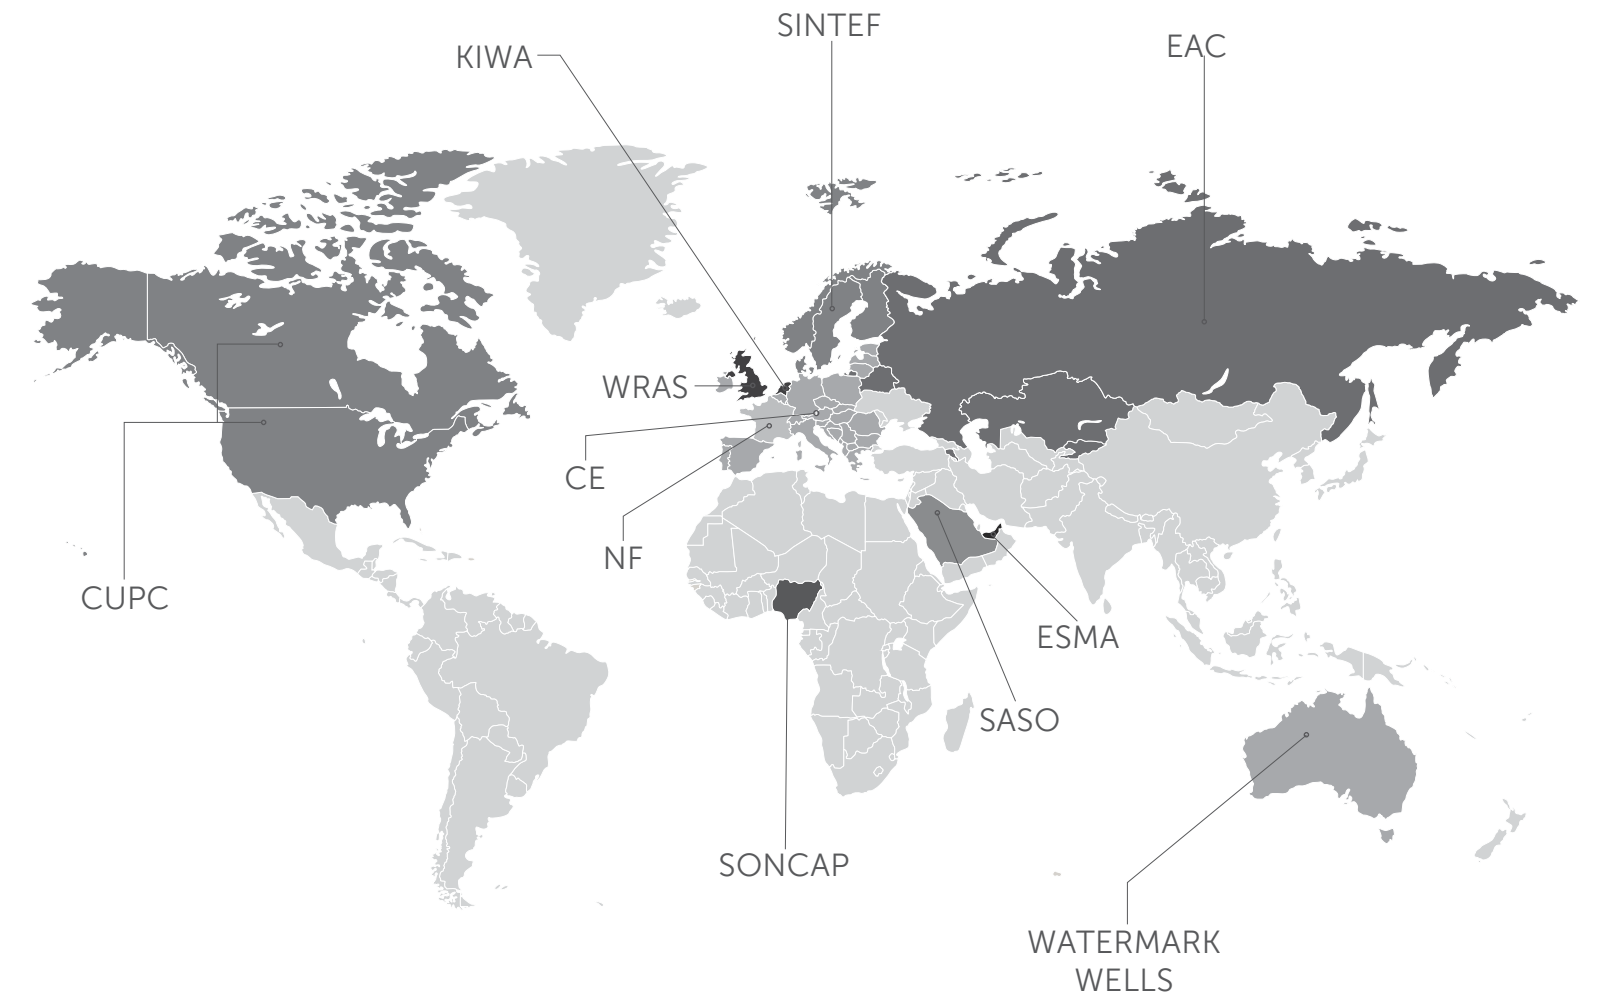 SINTEF
EAC
KIWA
WRAS
CE
NF
CUPC
ESMA
SASO
SONCAP
WATERMARK
WELLS